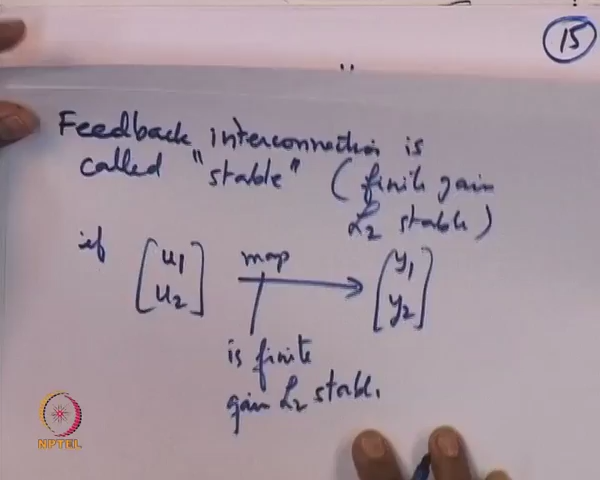 15
Feedback interconnection is
called "stable" (finite gain
L₂ stable)
if [u₁ u₂] map [y₁ y₂]
is finite
gain L₂ stable.
NPTEL